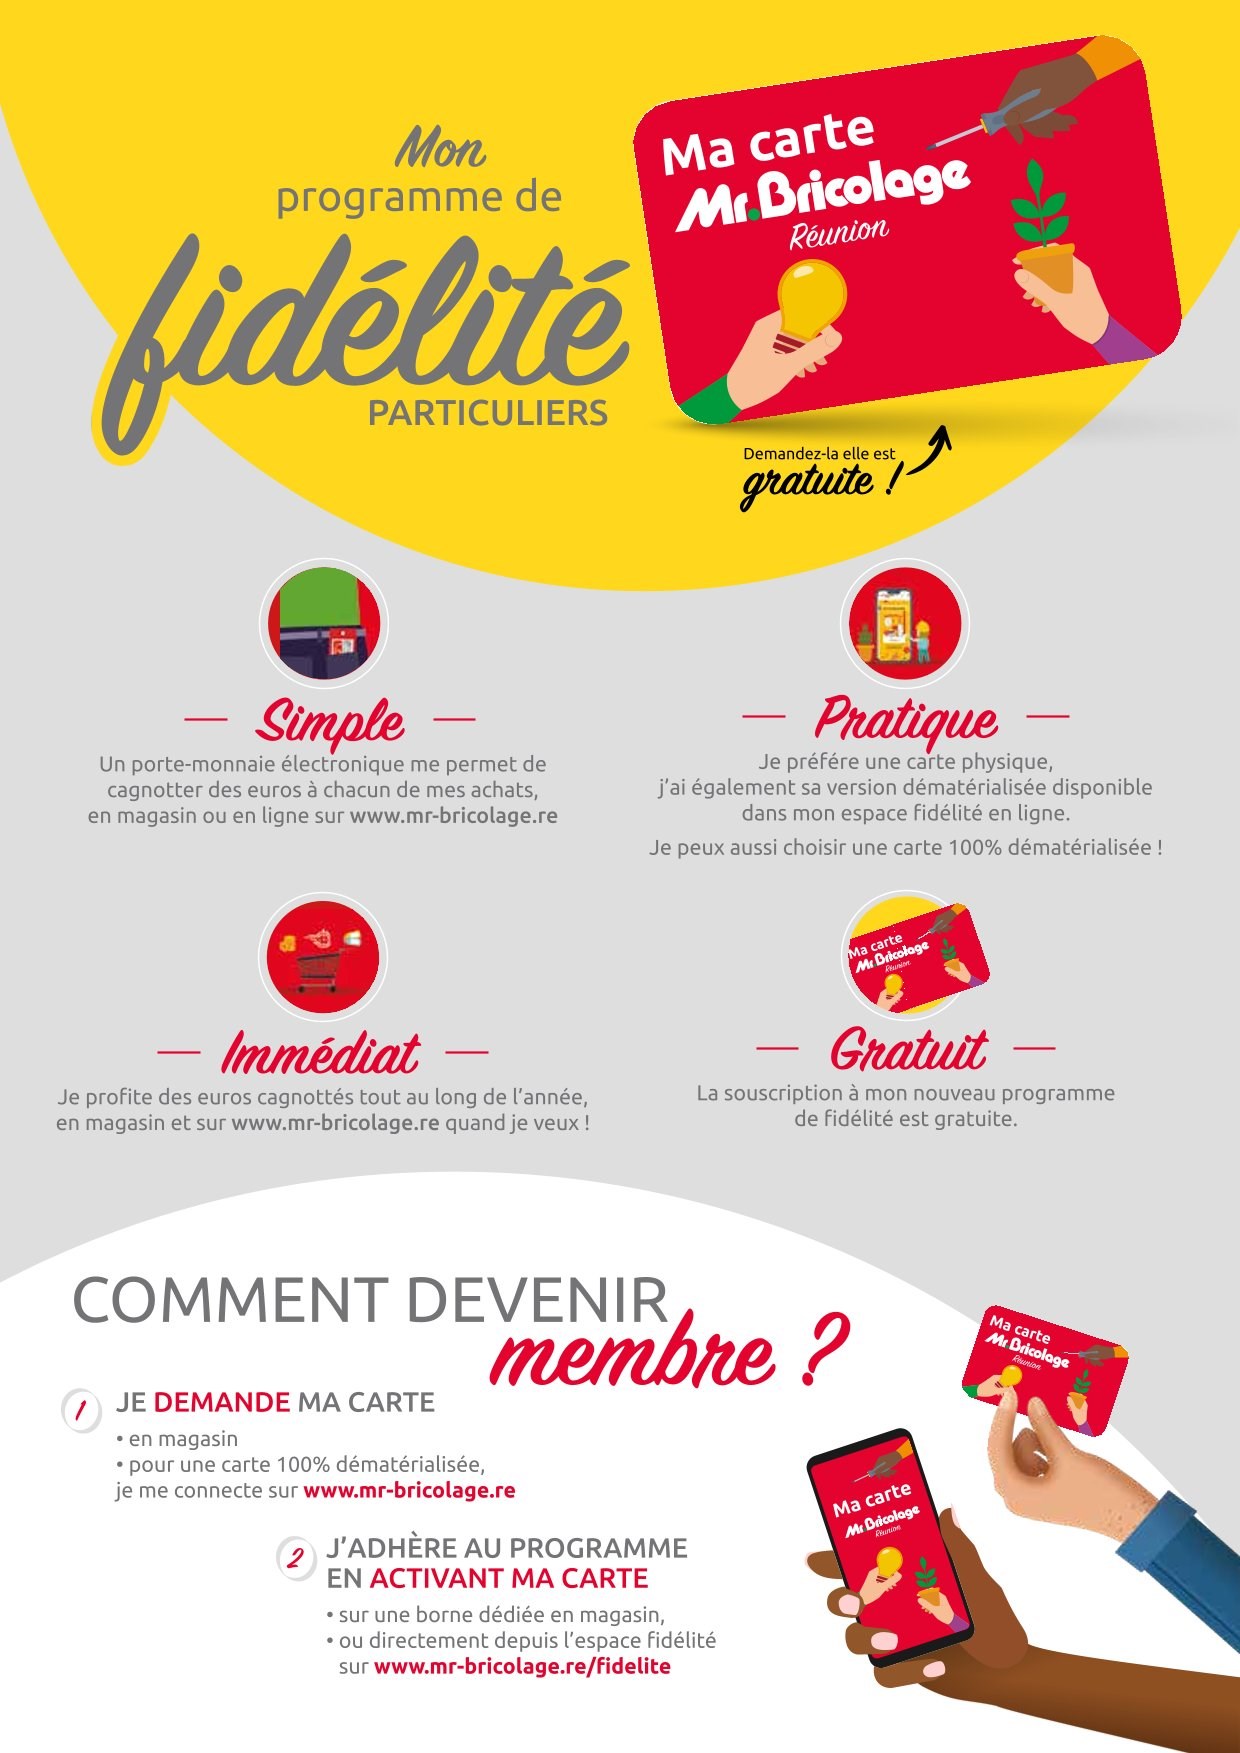 Mon
programme de
fidélité
PARTICULIERS
Ma carte
Mr.Bricolage
Réunion
Demandez-la elle est
gratuite !
Simple
Un porte-monnaie électronique me permet de
cagnotter des euros à chacun de mes achats,
en magasin ou en ligne sur www.mr-bricolage.re
Pratique
Je préfére une carte physique,
j'ai également sa version dématérialisée disponible
dans mon espace fidélité en ligne.
Je peux aussi choisir une carte 100% dématérialisée !
Immédiat
Je profite des euros cagnottés tout au long de l'année,
en magasin et sur www.mr-bricolage.re quand je veux !
Ma carte
Mr Bricolage
Réunion
Gratuit
La souscription à mon nouveau programme
de fidélité est gratuite.
COMMENT DEVENIR
membre ?
1 JE DEMANDE MA CARTE
• en magasin
• pour une carte 100% dématérialisée,
je me connecte sur www.mr-bricolage.re
2 J'ADHÈRE AU PROGRAMME
EN ACTIVANT MA CARTE
• sur une borne dédiée en magasin,
• ou directement depuis l'espace fidélité
sur www.mr-bricolage.re/fidelite
Ma carte
Mr Bricolage
Réunion
Ma carte
Mr Bricolage
Réunion